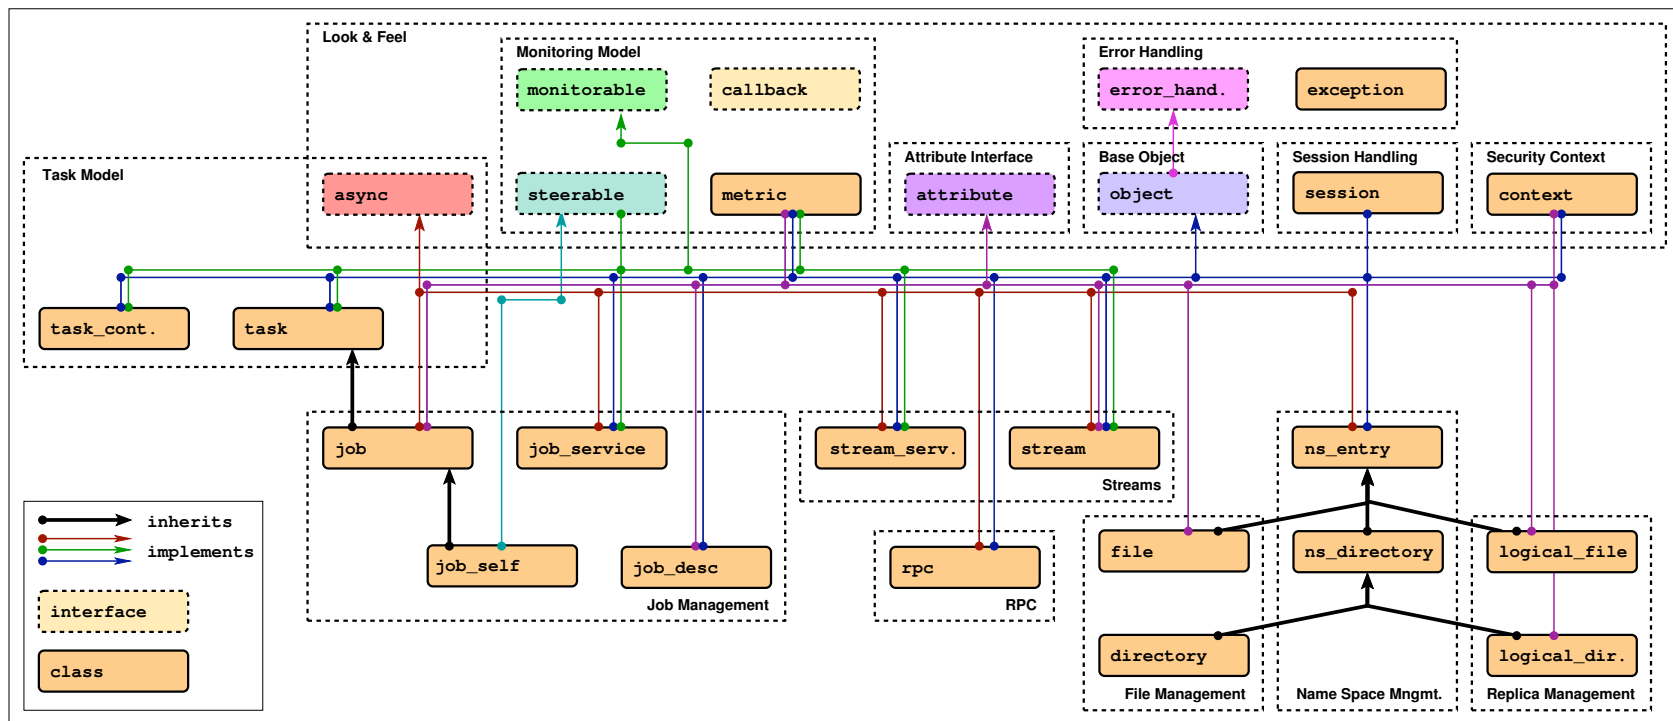 Look & Feel
Monitoring Model
Error Handling
monitorable
callback
error_hand.
exception
Task Model
Attribute Interface
Base Object
Session Handling
Security Context
async
steerable
metric
attribute
object
session
context
task_cont.
task
job
job_service
stream_serv.
stream
ns_entry
Streams
inherits
implements
interface
class
job_self
job_desc
Job Management
rpc
RPC
file
ns_directory
logical_file
directory
logical_dir.
File Management
Name Space Mngmt.
Replica Management